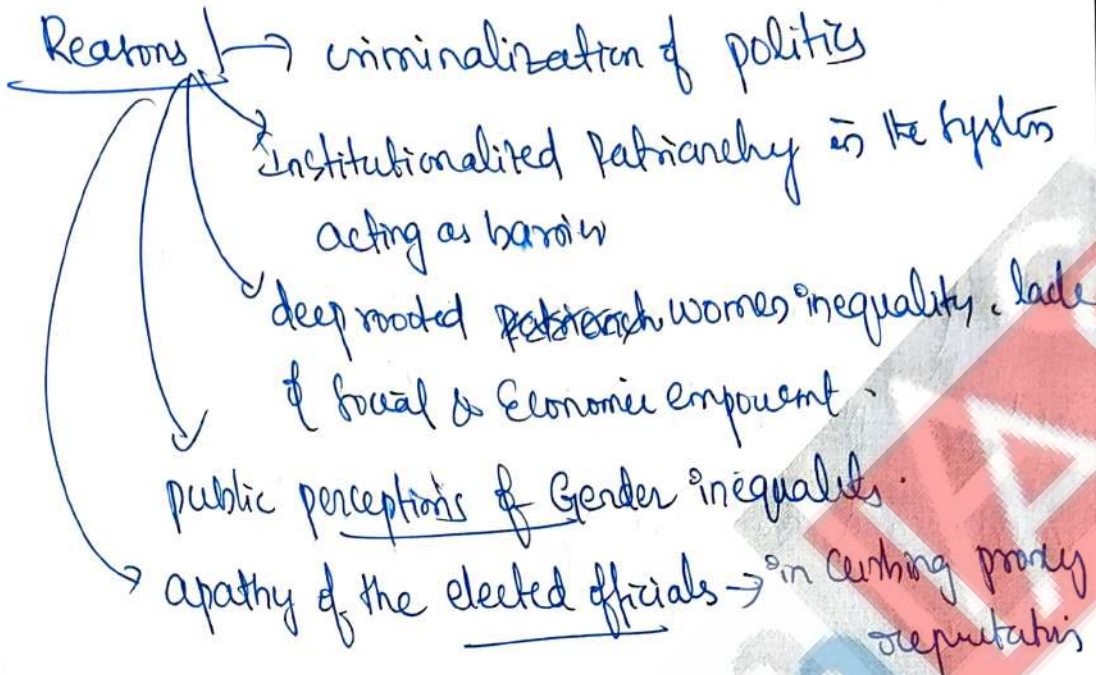 Reasons → criminalization of politics
institutionalized Patriarchy in the system
acting as barrier
deep rooted women inequality. lack
of Social & Economic empowerment.
public perceptions of Gender inequality.
apathy of the elected officials → in curbing proxy